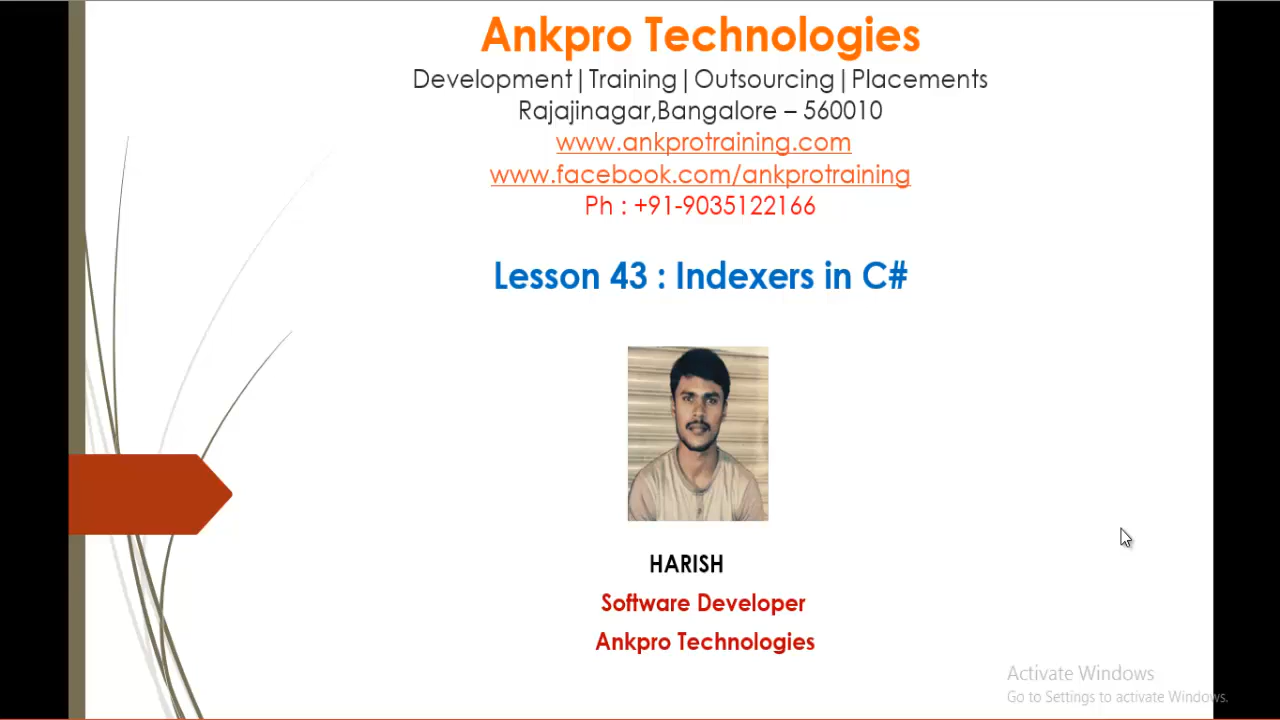 Ankpro Technologies
Development|Training|Outsourcing|Placements
Rajajinagar,Bangalore – 560010
www.ankprotraining.com
www.facebook.com/ankprotraining
Ph : +91-9035122166
Lesson 43 : Indexers in C#
HARISH
Software Developer
Ankpro Technologies
Activate Windows
Go to Settings to activate Windows.